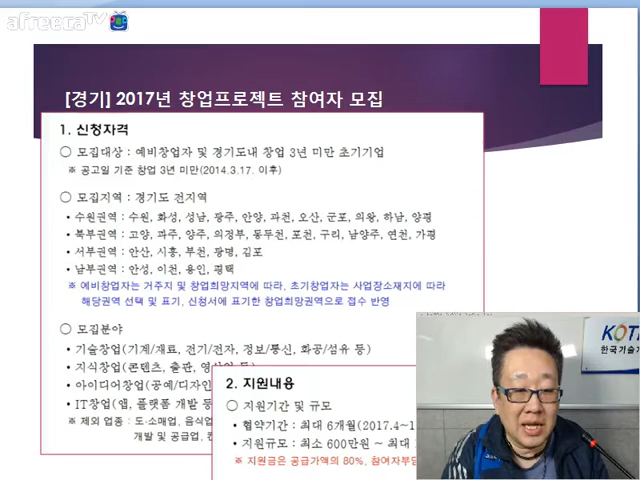 afreecaTV
[경기] 2017년 창업프로젝트 참여자 모집
1. 신청자격
○ 모집대상 : 예비창업자 및 경기도내 창업 3년 미만 초기기업
※ 공고일 기준 창업 3년 미만(2014.3.17. 이후)
○ 모집지역 : 경기도 전지역
• 수원권역 : 수원, 화성, 성남, 광주, 안양, 과천, 오산, 군포, 의왕, 하남, 양평
• 북부권역 : 고양, 파주, 양주, 의정부, 동두천, 포천, 구리, 남양주, 연천, 가평
• 서부권역 : 안산, 시흥, 부천, 광명, 김포
• 남부권역 : 안성, 이천, 용인, 평택
※ 예비창업자는 거주지 및 창업희망지역에 따라, 초기창업자는 사업장소재지에 따라
해당권역 선택 및 표기, 신청서에 표기한 창업희망권역으로 접수 반영
○ 모집분야
• 기술창업(기계/재료, 전기/전자, 정보/통신, 화공/섬유 등)
• 지식창업(콘텐츠, 출판,
• 아이디어창업(공예/디자인
• IT창업(앱, 플랫폼 개발 등
※ 제외 업종 : 도·소매업, 음식업
개발 및 공급업,
2. 지원내용
○ 지원기간 및 규모
• 협약기간 : 최대 6개월(2017.4~1
• 지원규모 : 최소 600만원 ~ 최대
※ 지원금은 공급가액의 80%, 참여자부담
KOT
한국기술